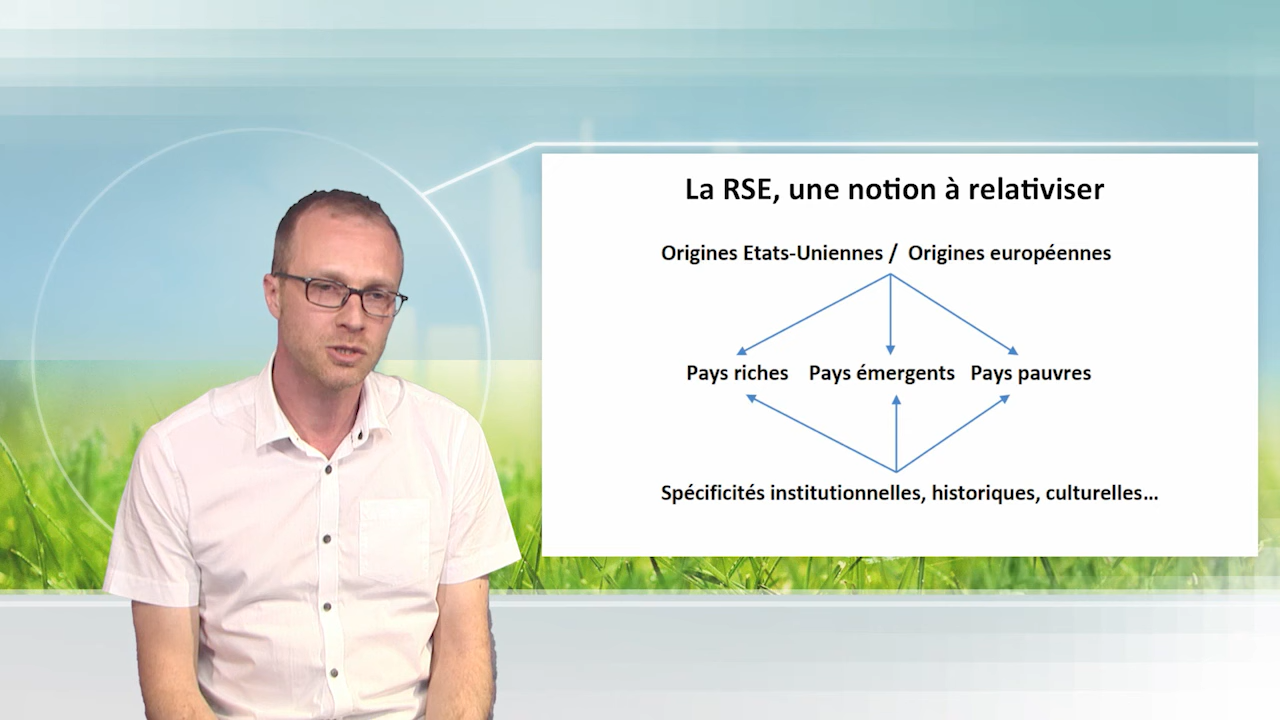 La RSE, une notion à relativiser
Origines Etats-Uniennes / Origines européennes
Pays riches Pays émergents Pays pauvres
Spécificités institutionnelles, historiques, culturelles…